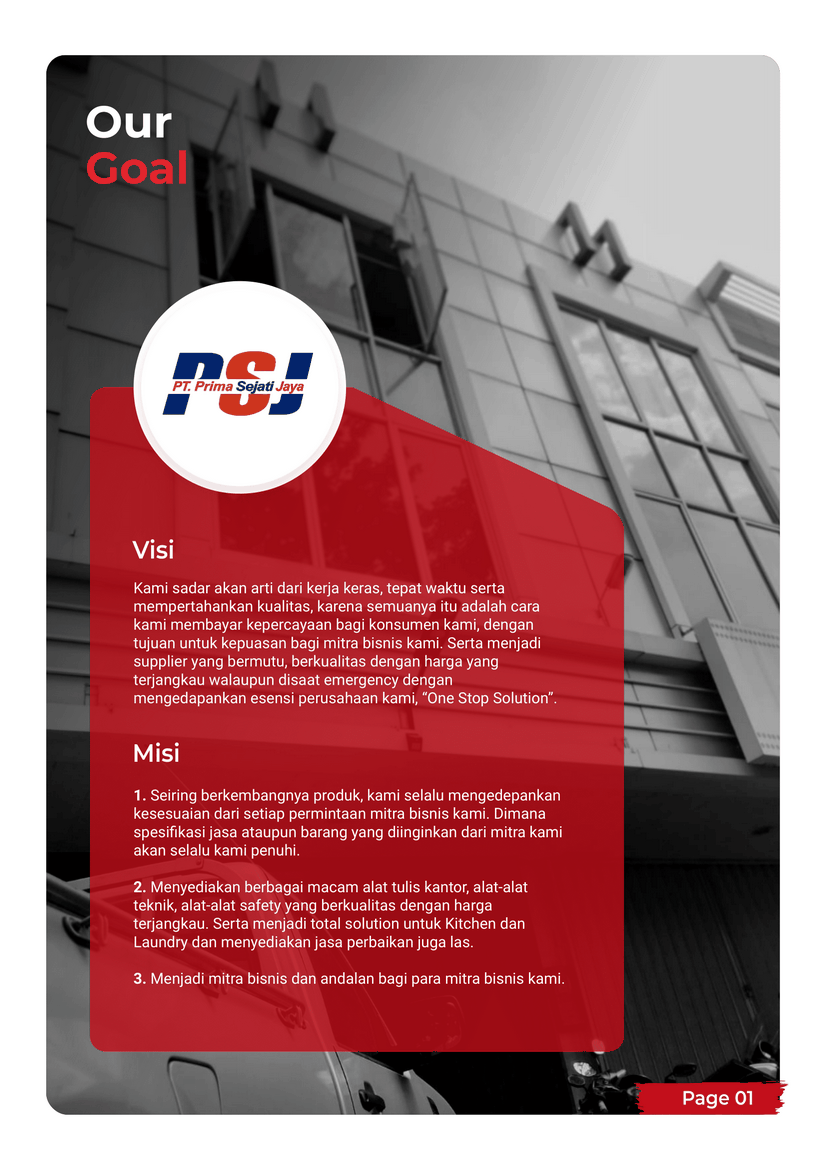 Our
Goal
PSJ
PT. Prima Sejati Jaya
Visi
Kami sadar akan arti dari kerja keras, tepat waktu serta
mempertahankan kualitas, karena semuanya itu adalah cara
kami membayar kepercayaan bagi konsumen kami, dengan
tujuan untuk kepuasan bagi mitra bisnis kami. Serta menjadi
supplier yang bermutu, berkualitas dengan harga yang
terjangkau walaupun disaat emergency dengan
mengedapankan esensi perusahaan kami, “One Stop Solution”.
Misi
1. Seiring berkembangnya produk, kami selalu mengedepankan
kesesuaian dari setiap permintaan mitra bisnis kami. Dimana
spesifikasi jasa ataupun barang yang diinginkan dari mitra kami
akan selalu kami penuhi.
2. Menyediakan berbagai macam alat tulis kantor, alat-alat
teknik, alat-alat safety yang berkualitas dengan harga
terjangkau. Serta menjadi total solution untuk Kitchen dan
Laundry dan menyediakan jasa perbaikan juga las.
3. Menjadi mitra bisnis dan andalan bagi para mitra bisnis kami.
Page 01